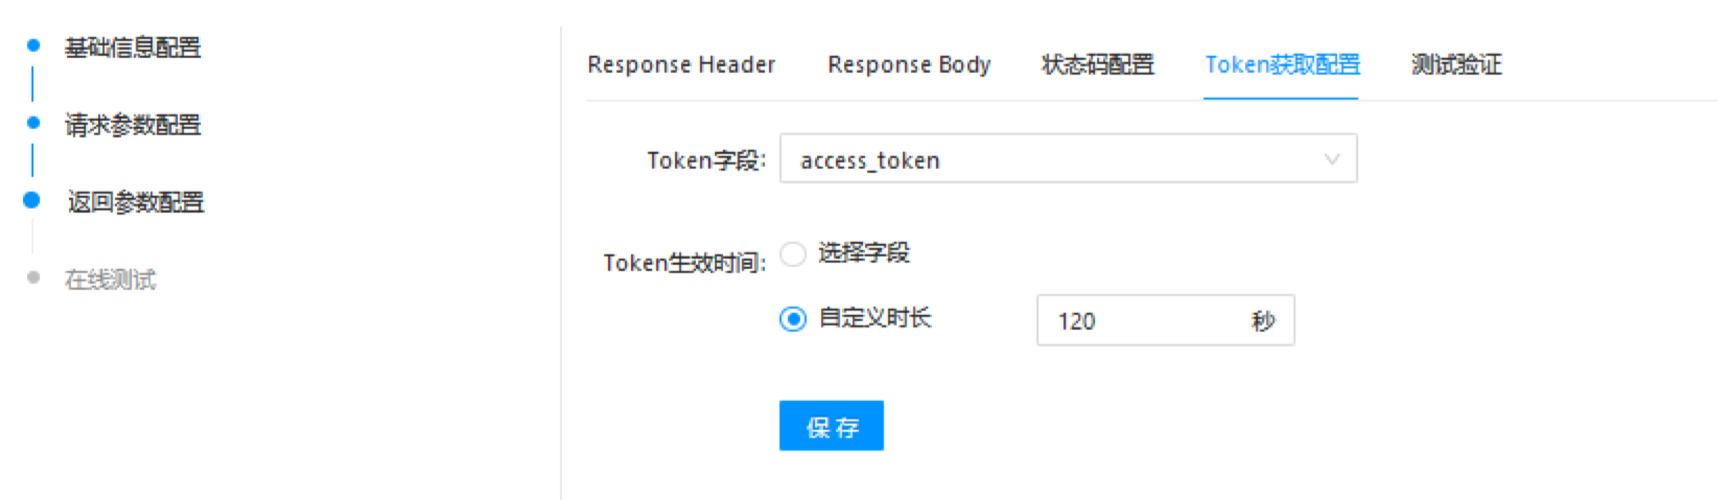 基础信息配置
请求参数配置
返回参数配置
在线测试
Response Header Response Body 状态码配置 Token获取配置 测试验证
Token字段: access_token
Token生效时间: 选择字段
自定义时长 120 秒
保存